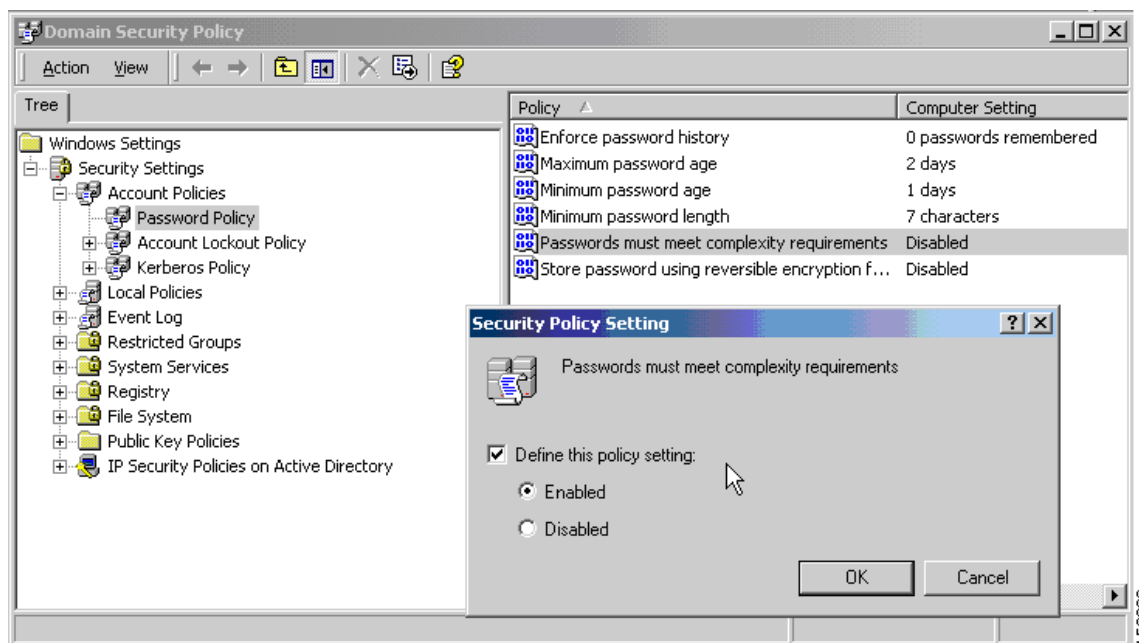 Domain Security Policy
Action View
Tree
Policy Computer Setting
Windows Settings
Security Settings
Account Policies
Password Policy
Account Lockout Policy
Kerberos Policy
Local Policies
Event Log
Restricted Groups
System Services
Registry
File System
Public Key Policies
IP Security Policies on Active Directory
Enforce password history 0 passwords remembered
Maximum password age 2 days
Minimum password age 1 days
Minimum password length 7 characters
Passwords must meet complexity requirements Disabled
Store password using reversible encryption f... Disabled
Security Policy Setting
Passwords must meet complexity requirements
Define this policy setting:
Enabled
Disabled
OK Cancel